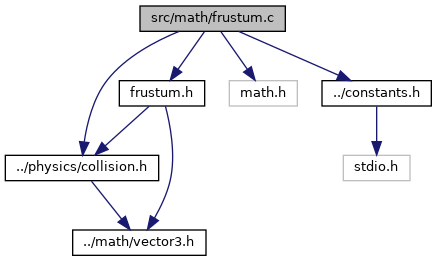 src/math/frustum.c
frustum.h
math.h
../constants.h
../physics/collision.h
stdio.h
../math/vector3.h